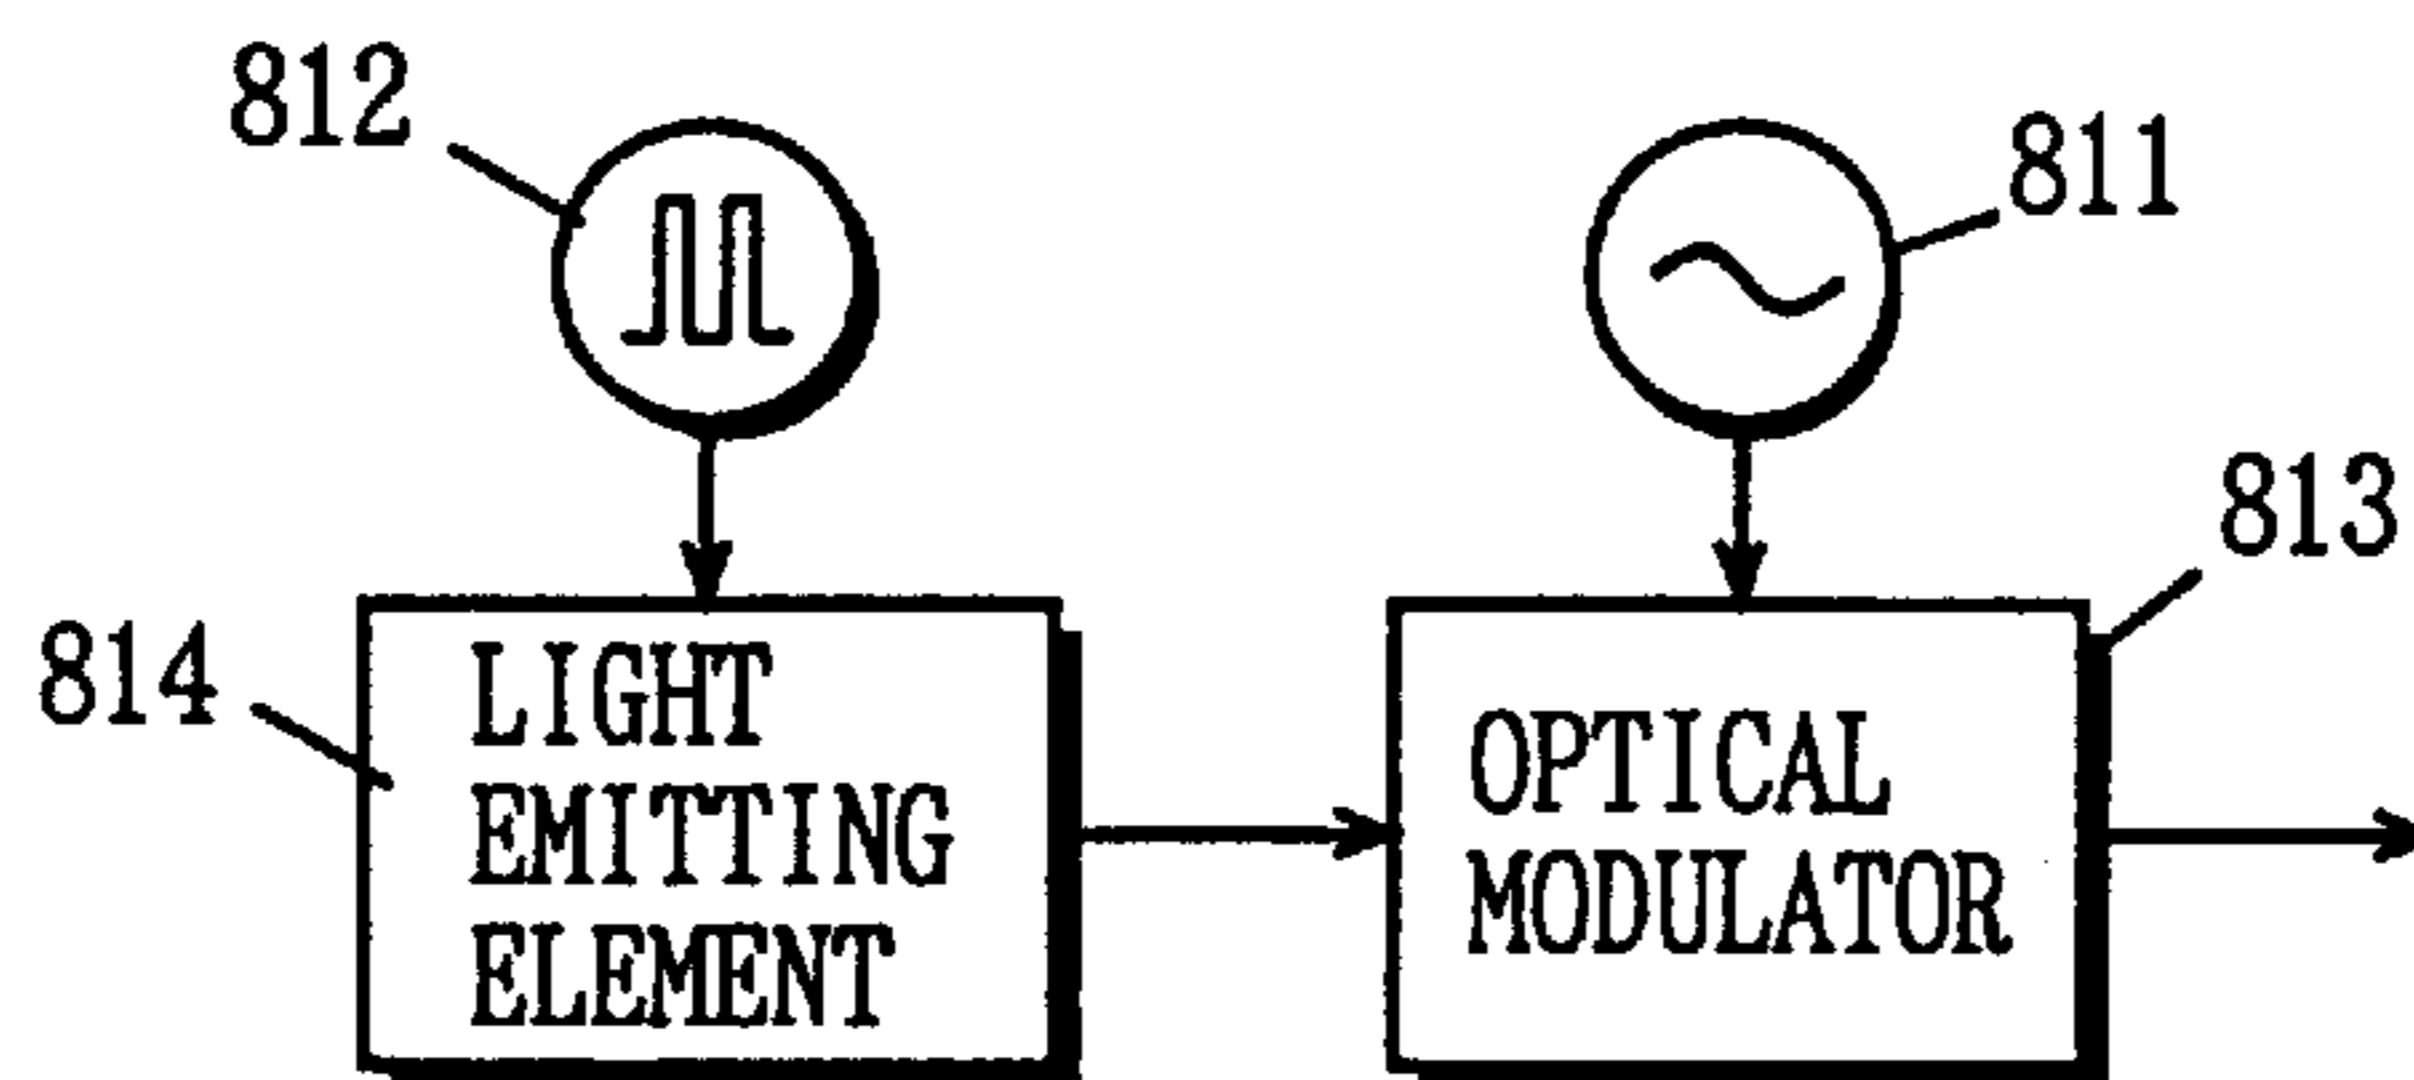 812
811
813
814
LIGHT
EMITTING
ELEMENT
OPTICAL
MODULATOR